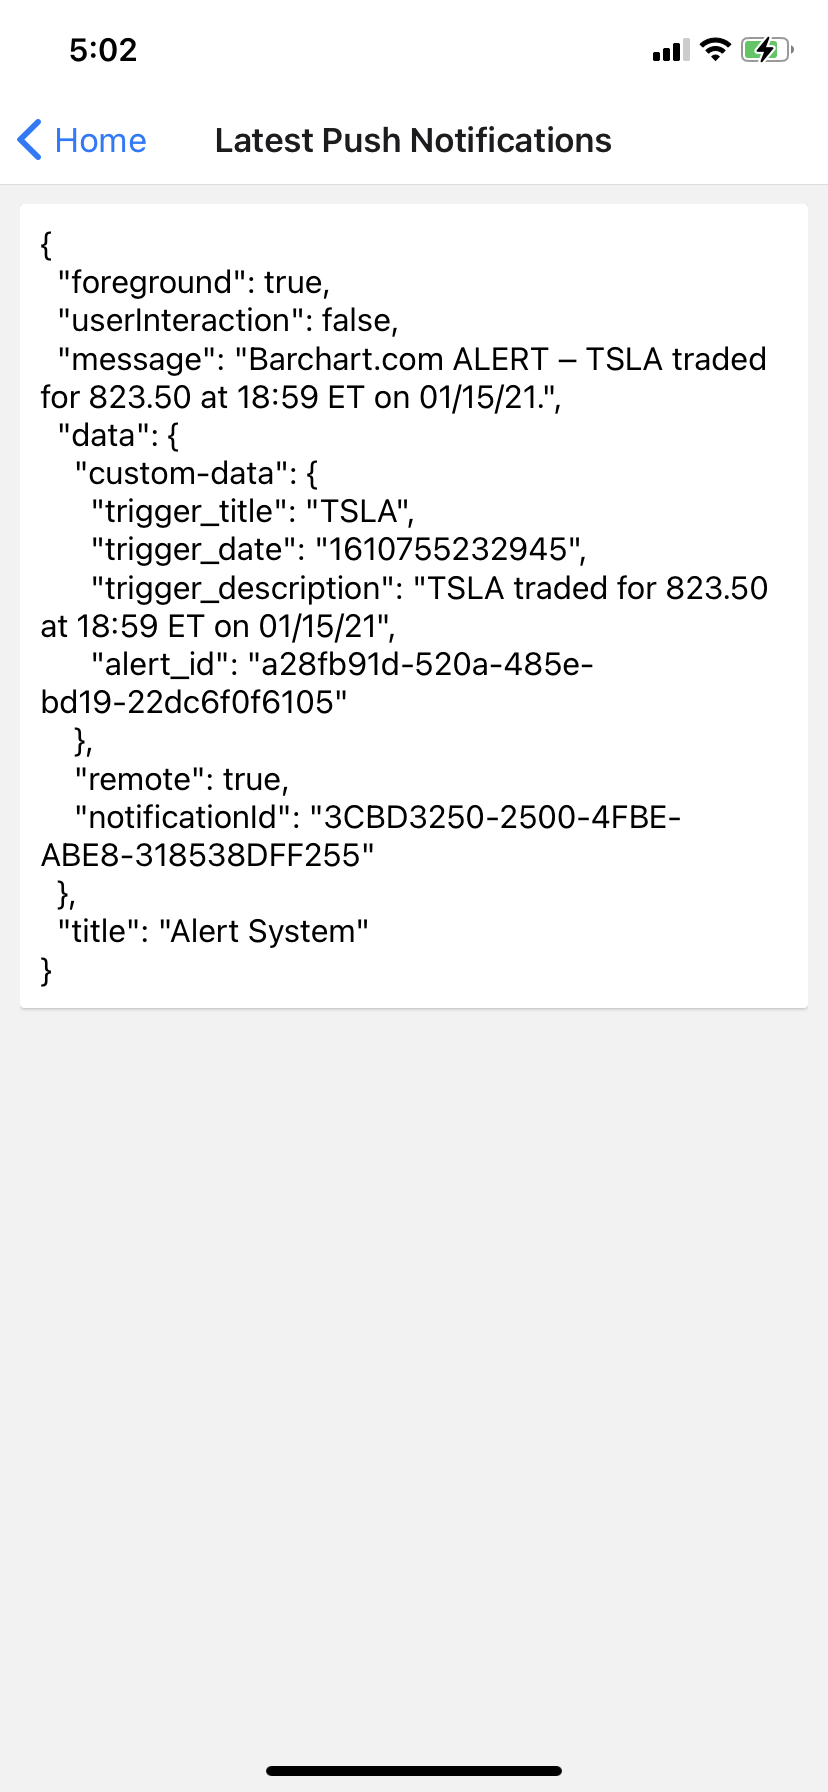 5:02
Home
Latest Push Notifications
{
"foreground": true,
"userInteraction": false,
"message": "Barchart.com ALERT – TSLA traded
for 823.50 at 18:59 ET on 01/15/21.",
"data": {
"custom-data": {
"trigger_title": "TSLA",
"trigger_date": "1610755232945",
"trigger_description": "TSLA traded for 823.50
at 18:59 ET on 01/15/21",
"alert_id": "a28fb91d-520a-485e-
bd19-22dc6f0f6105"
},
"remote": true,
"notificationId": "3CBD3250-2500-4FBE-
ABE8-318538DFF255"
},
"title": "Alert System"
}